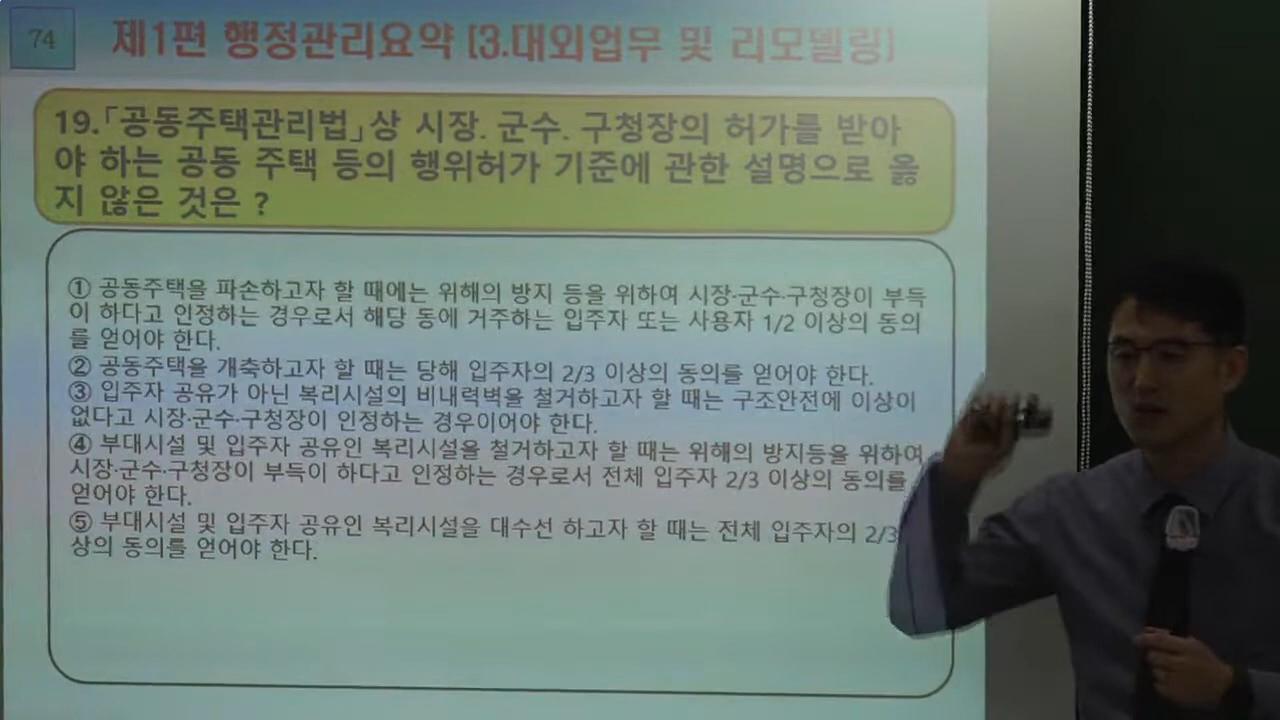 74
제1편 행정관리요약 [3.대외업무 및 리모델링]
19.「공동주택관리법」상 시장. 군수. 구청장의 허가를 받아
야 하는 공동 주택 등의 행위허가 기준에 관한 설명으로 옳
지 않은 것은 ?
① 공동주택을 파손하고자 할 때에는 위해의 방지 등을 위하여 시장·군수·구청장이 부득
이 하다고 인정하는 경우로서 해당 동에 거주하는 입주자 또는 사용자 1/2 이상의 동의
를 얻어야 한다.
② 공동주택을 개축하고자 할 때는 당해 입주자의 2/3 이상의 동의를 얻어야 한다.
③ 입주자 공유가 아닌 복리시설의 비내력벽을 철거하고자 할 때는 구조안전에 이상이
없다고 시장·군수·구청장이 인정하는 경우이어야 한다.
④ 부대시설 및 입주자 공유인 복리시설을 철거하고자 할 때는 위해의 방지등을 위하여
시장·군수·구청장이 부득이 하다고 인정하는 경우로서 전체 입주자 2/3 이상의 동의를
얻어야 한다.
⑤ 부대시설 및 입주자 공유인 복리시설을 대수선 하고자 할 때는 전체 입주자의 2/3
상의 동의를 얻어야 한다.